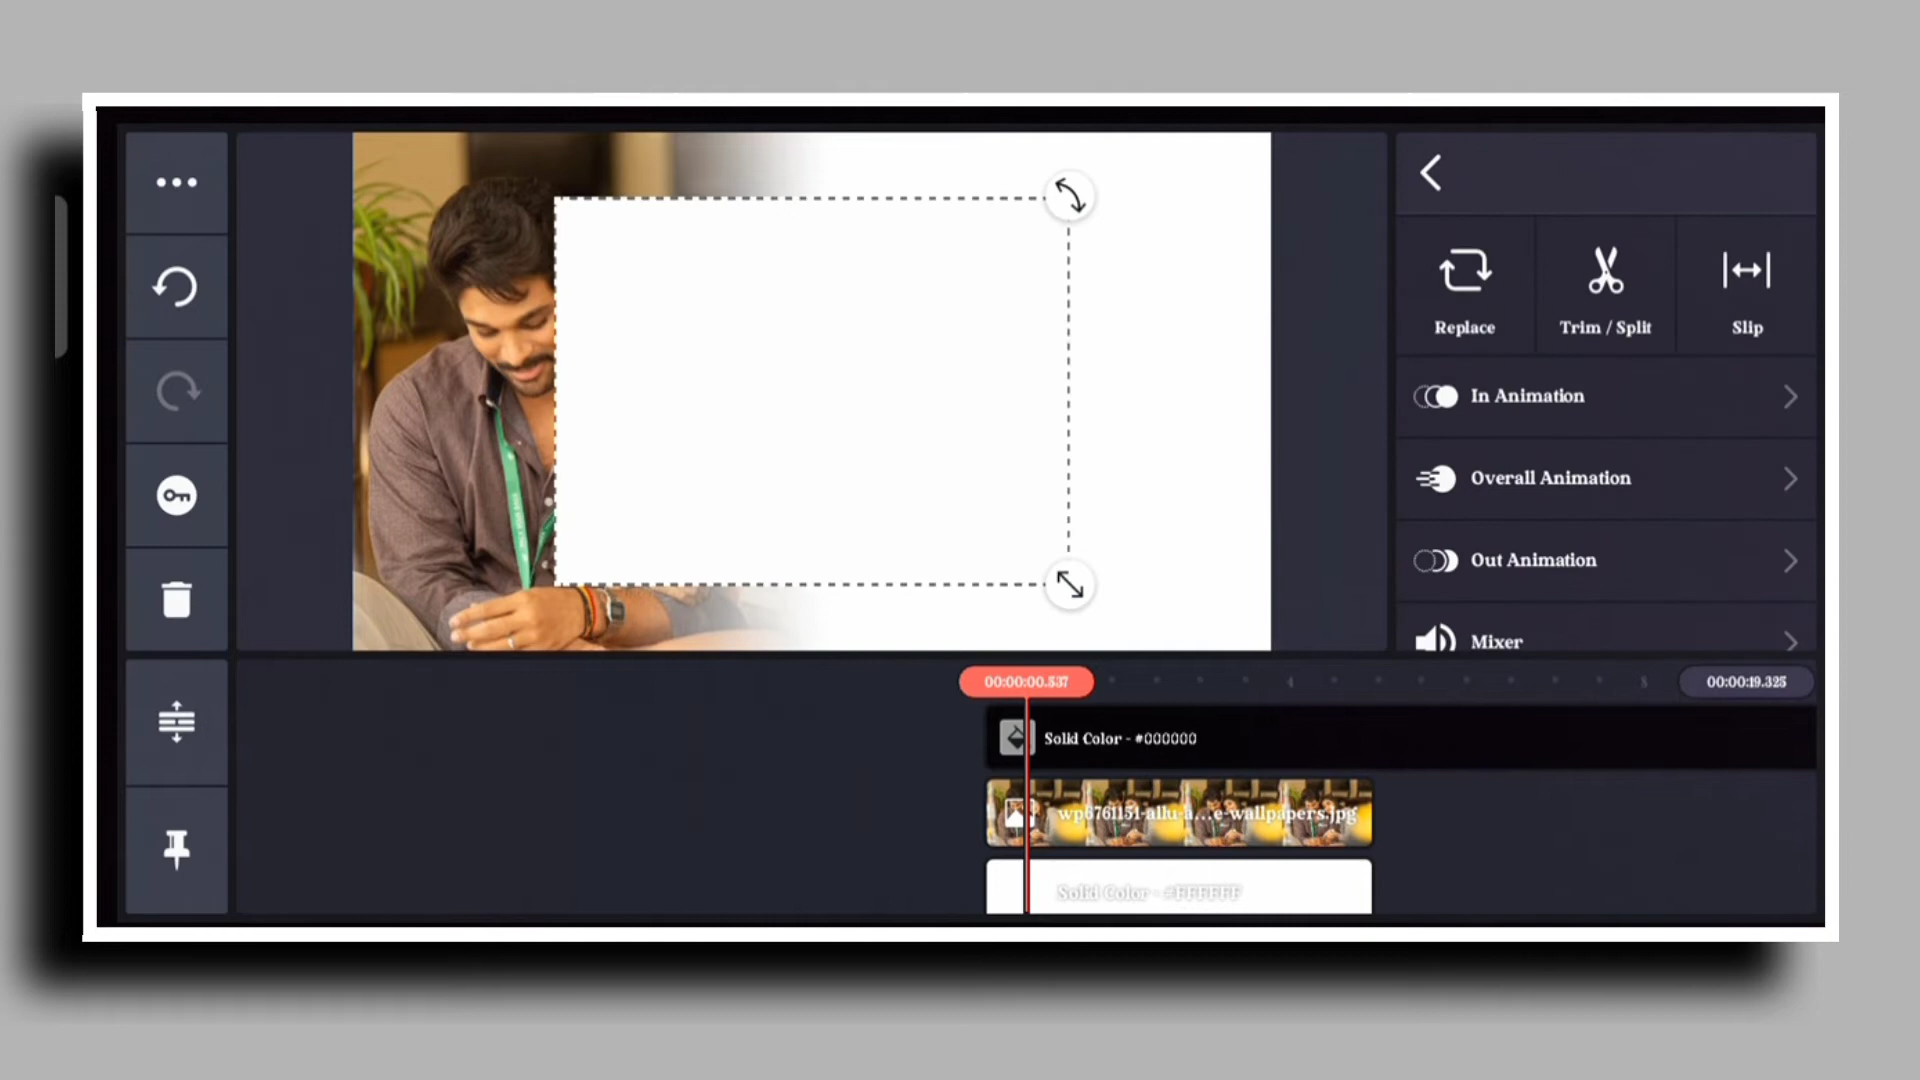 Replace
Trim / Split
Slip
In Animation
Overall Animation
Out Animation
Mixer
00:00:00.537
4
00:00:19.325
Solid Color - #000000
wp6761151-allu-a...e-wallpapers.jpg
Solid Color - #FFFFFF